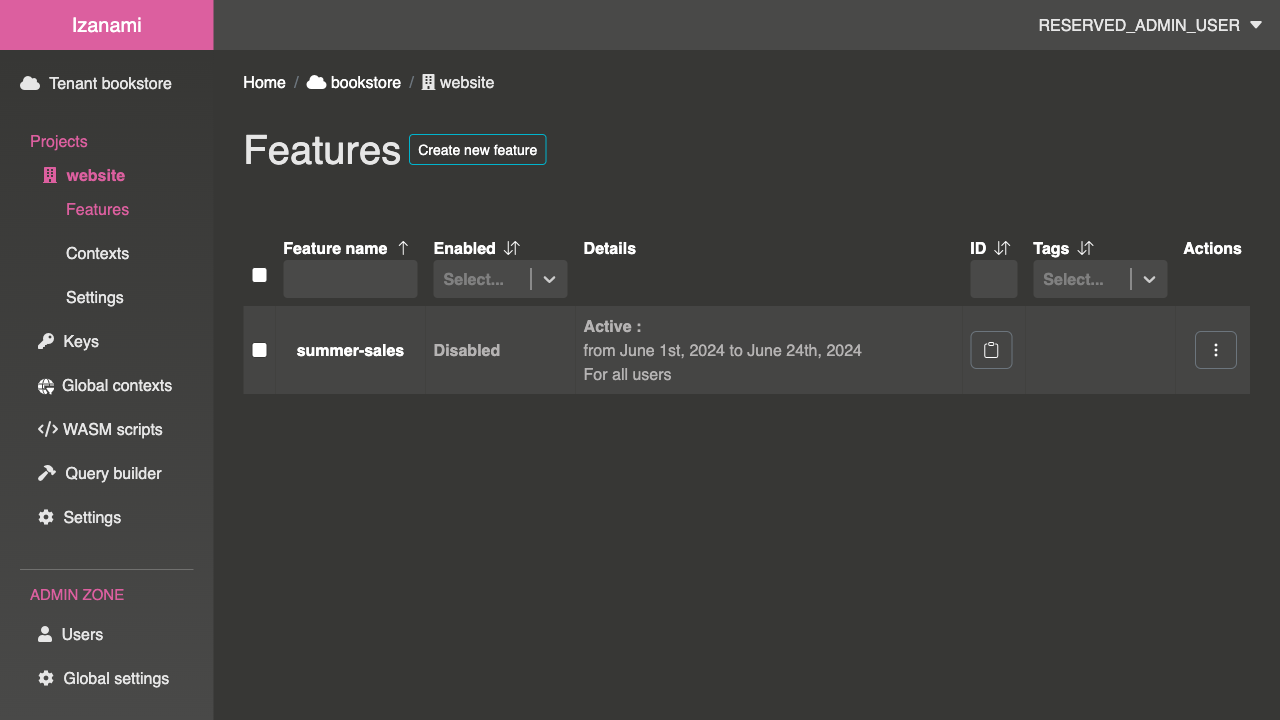 Izanami
RESERVED_ADMIN_USER
Tenant bookstore
Projects
website
Features
Contexts
Settings
Keys
Global contexts
WASM scripts
Query builder
Settings
ADMIN ZONE
Users
Global settings
Home / bookstore / website
Features Create new feature
Feature name Enabled Details ID Tags Actions
Select... Select...
summer-sales Disabled
Active :
from June 1st, 2024 to June 24th, 2024
For all users